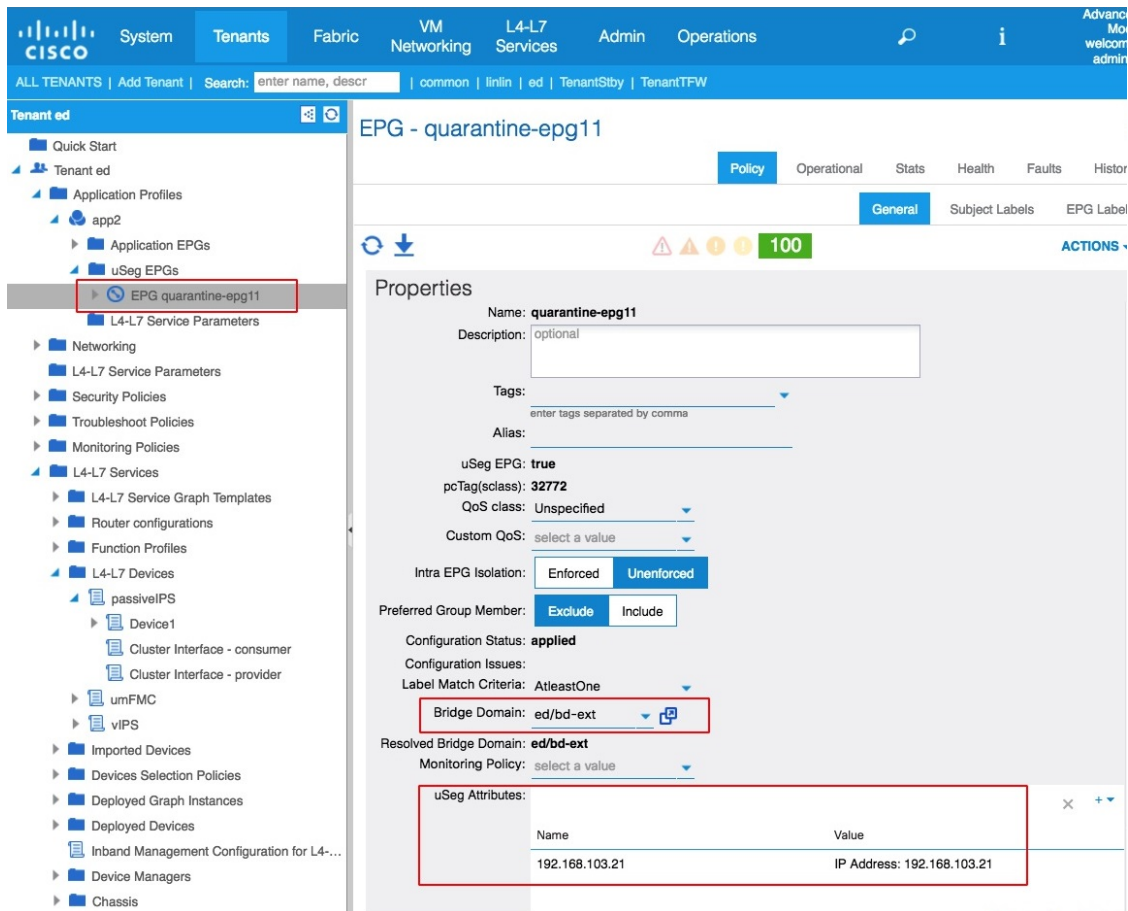 CISCO
System
Tenants
Fabric
VM Networking
L4-L7 Services
Admin
Operations
i
Advanc
Mo
welcom
admin
ALL TENANTS | Add Tenant | Search: enter name, descr | common | linlin | ed | TenantStby | TenantTFW
Tenant ed
Quick Start
Tenant ed
Application Profiles
app2
Application EPGs
uSeg EPGs
EPG quarantine-epg11
L4-L7 Service Parameters
Networking
L4-L7 Service Parameters
Security Policies
Troubleshoot Policies
Monitoring Policies
L4-L7 Services
L4-L7 Service Graph Templates
Router configurations
Function Profiles
L4-L7 Devices
passiveIPS
Device1
Cluster Interface - consumer
Cluster Interface - provider
umFMC
vIPS
Imported Devices
Devices Selection Policies
Deployed Graph Instances
Deployed Devices
Inband Management Configuration for L4-...
Device Managers
Chassis
EPG - quarantine-epg11
Policy Operational Stats Health Faults Histor
General Subject Labels EPG Label
100
ACTIONS
Properties
Name: quarantine-epg11
Description: optional
Tags:
enter tags separated by comma
Alias:
uSeg EPG: true
pcTag(sclass): 32772
QoS class: Unspecified
Custom QoS: select a value
Intra EPG Isolation: Enforced Unenforced
Preferred Group Member: Exclude Include
Configuration Status: applied
Configuration Issues:
Label Match Criteria: AtleastOne
Bridge Domain: ed/bd-ext
Resolved Bridge Domain: ed/bd-ext
Monitoring Policy: select a value
uSeg Attributes:
Name Value
192.168.103.21 IP Address: 192.168.103.21